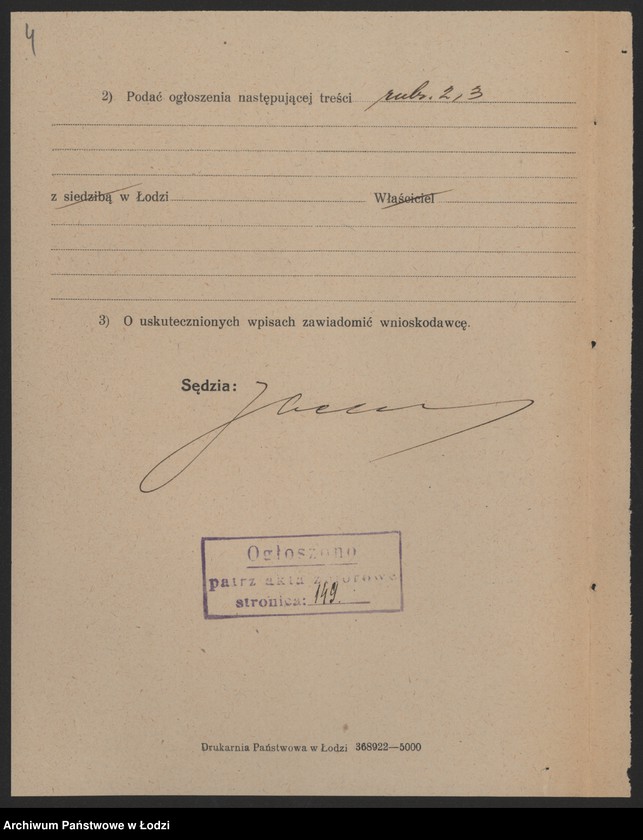 4
2) Podać ogłoszenia następującej treści rubr. 2, 3
z siedzibą w Łodzi Właściciel
3) O uskutecznionych wpisach zawiadomić wnioskodawcę.
Sędzia:
Ogłoszono
patrz akta zbiorowe
stronica: 149.
Drukarnia Państwowa w Łodzi 368922—5000
Archiwum Państwowe w Łodzi